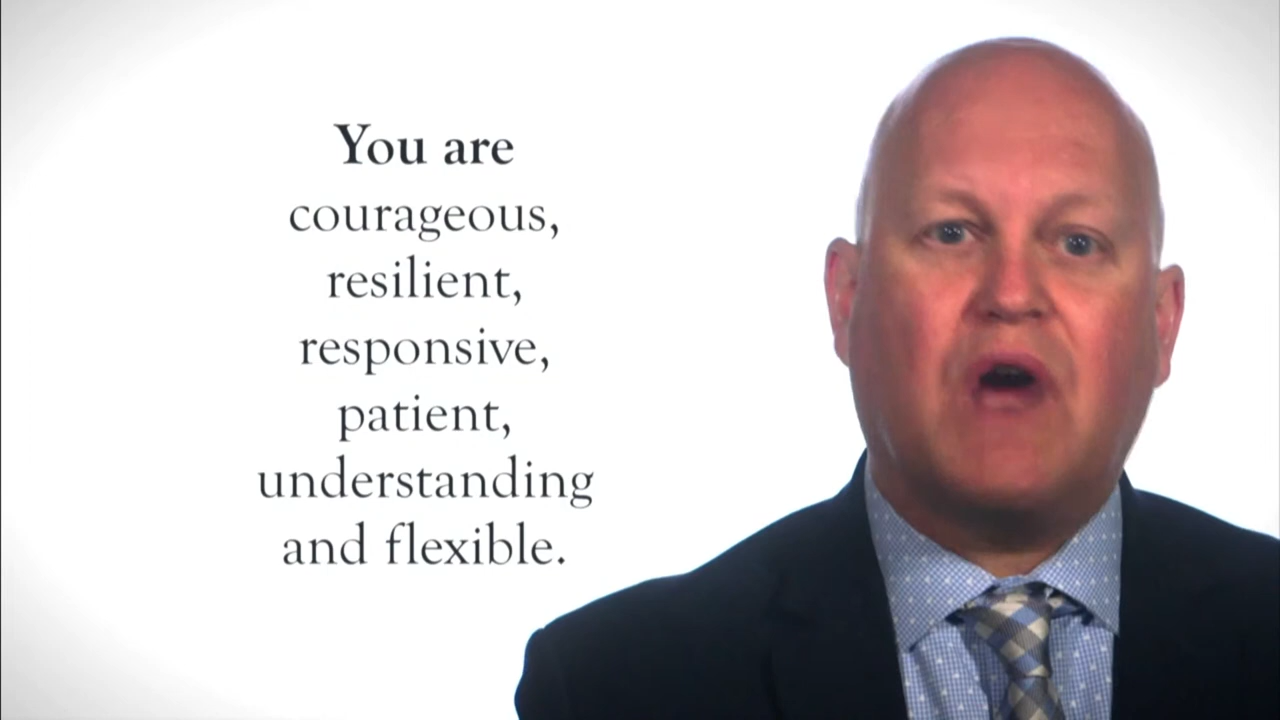 You are
courageous,
resilient,
responsive,
patient,
understanding
and flexible.